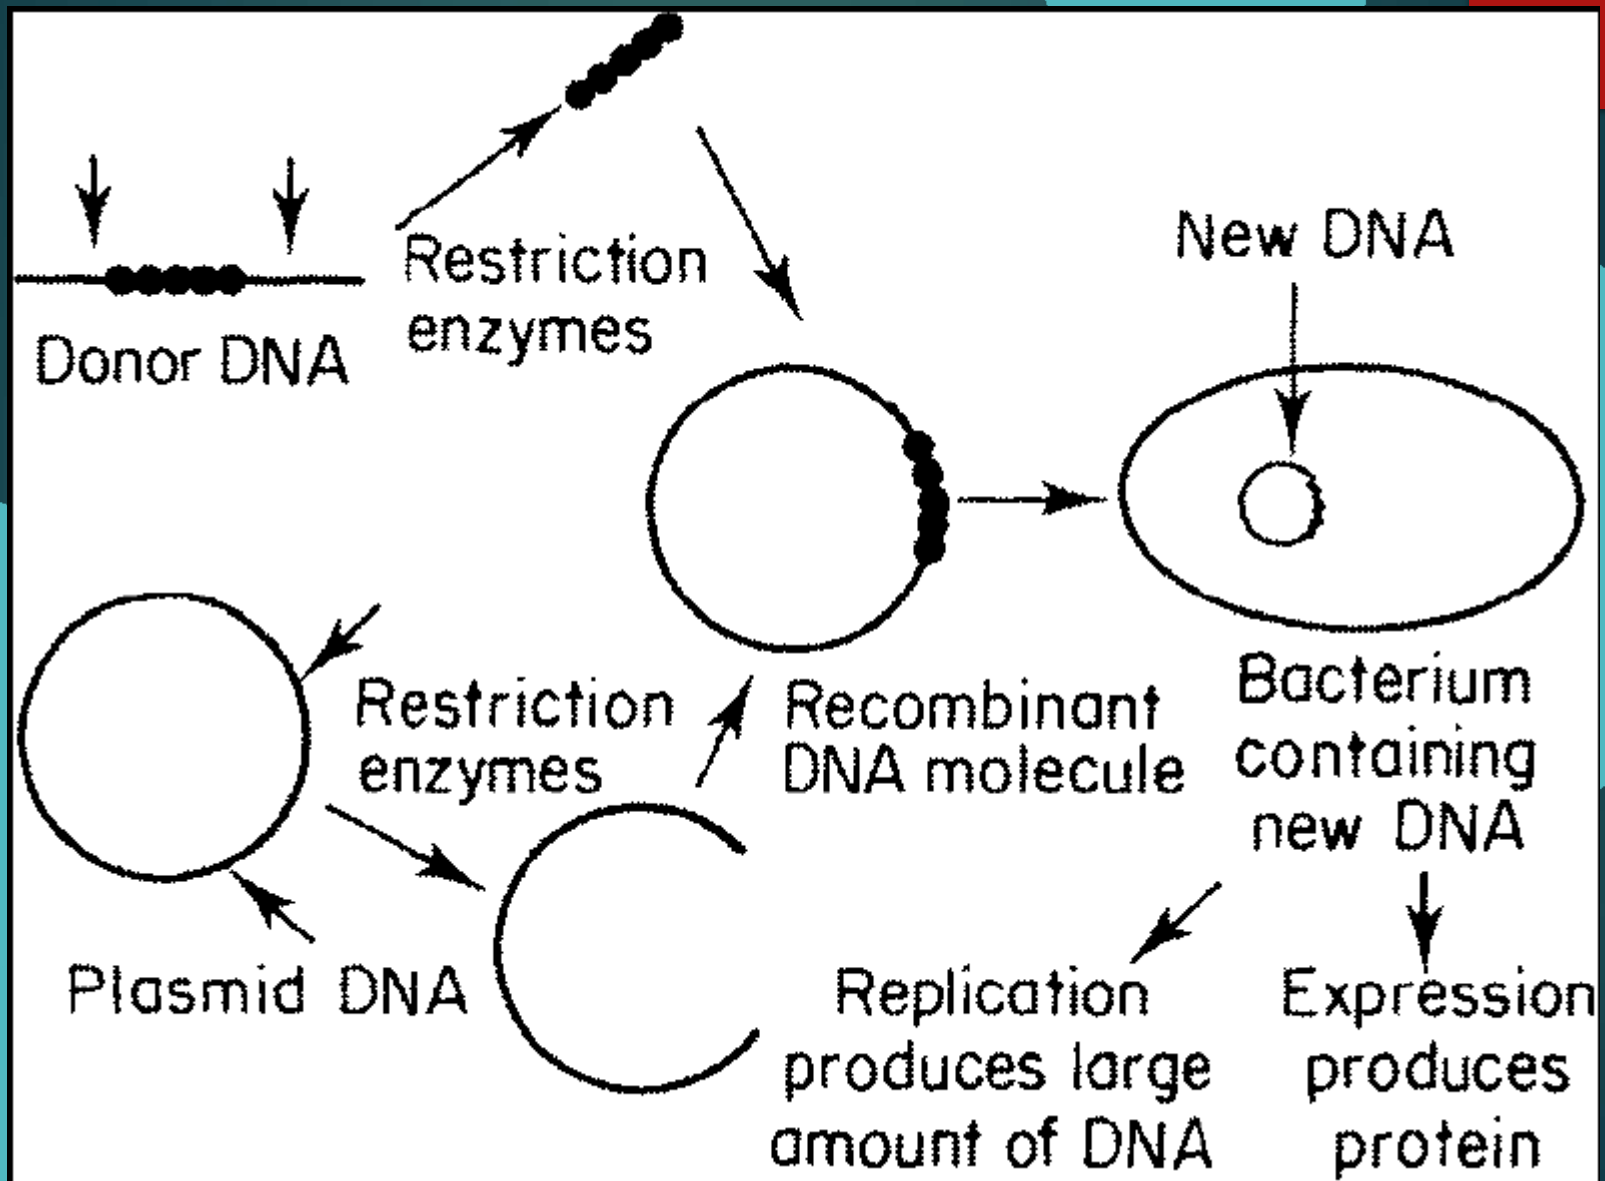 Donor DNA
Restriction
enzymes
New DNA
Plasmid DNA
Restriction
enzymes
Recombinant
DNA molecule
Bacterium
containing
new DNA
Replication
produces large
amount of DNA
Expression
produces
protein